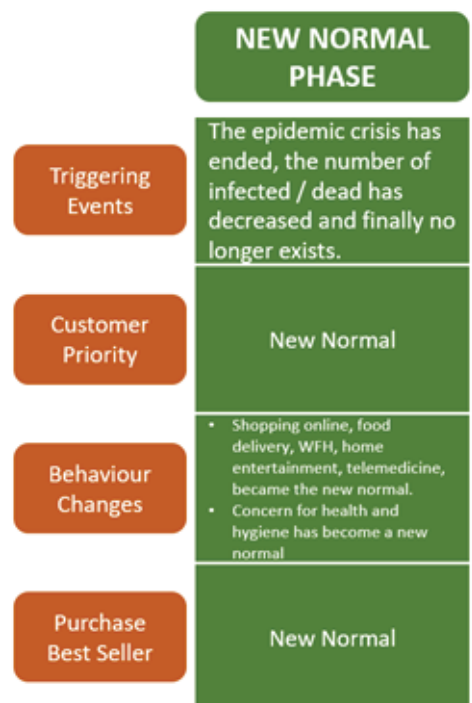 NEW NORMAL
PHASE
Triggering
Events
The epidemic crisis has
ended, the number of
infected / dead has
decreased and finally no
longer exists.
Customer
Priority
New Normal
Behaviour
Changes
• Shopping online, food
delivery, WFH, home
entertainment, telemedicine,
became the new normal.
• Concern for health and
hygiene has become a new
normal
Purchase
Best Seller
New Normal